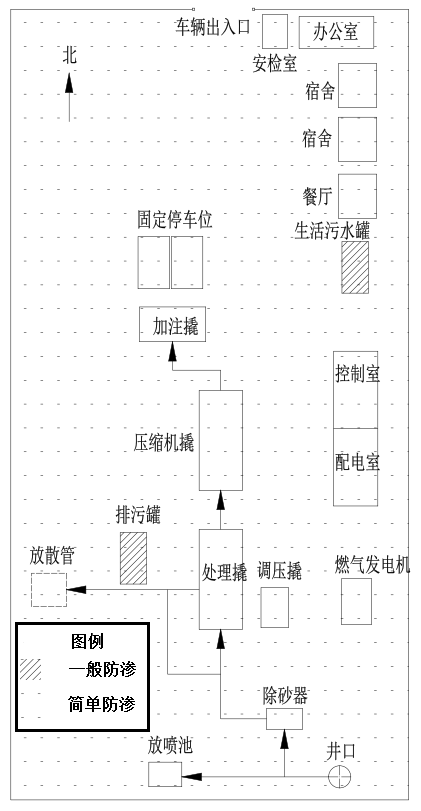 车辆出入口
办公室
安检室
北
宿舍
宿舍
餐厅
固定停车位
生活污水罐
加注撬
控制室
压缩机撬
配电室
排污罐
放散管
处理撬
调压撬
燃气发电机
图例
一般防渗
简单防渗
除砂器
放喷池
井口